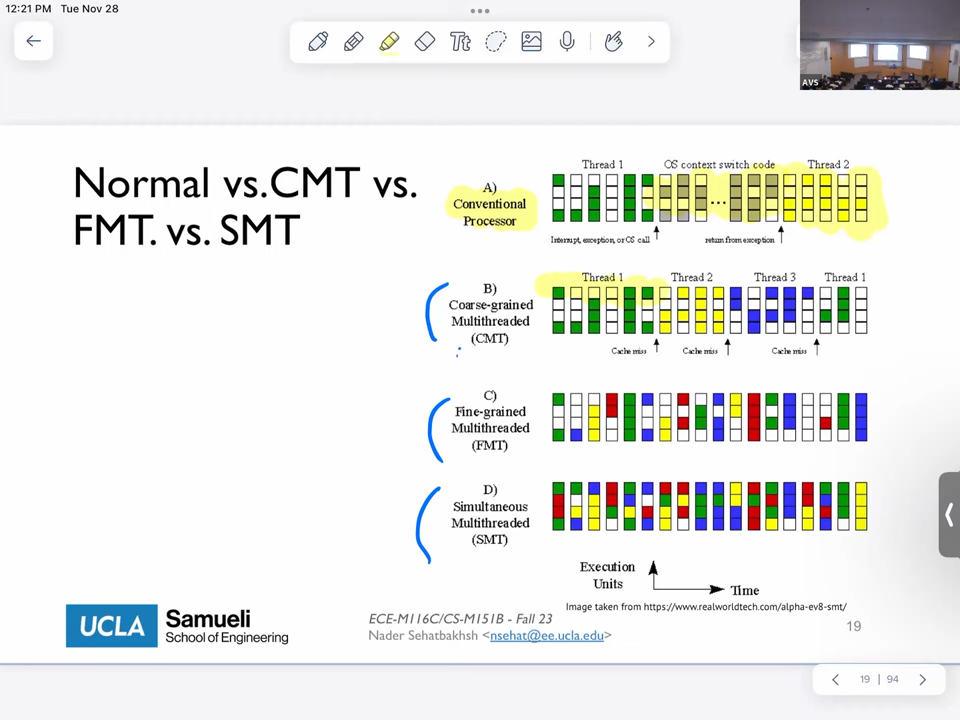 12:21 PM Tue Nov 28
Tt
AVS
Normal vs.CMT vs.
FMT. vs. SMT
Thread 1 OS context switch code Thread 2
A)
Conventional
Processor
...
Interrupt, exception, or OS call return from exception
Thread 1 Thread 2 Thread 3 Thread 1
B)
Coarse-grained
Multithreaded
(CMT)
Cache miss Cache miss Cache miss
C)
Fine-grained
Multithreaded
(FMT)
D)
Simultaneous
Multithreaded
(SMT)
Execution
Units
Time
Image taken from https://www.realworldtech.com/alpha-ev8-smt/
UCLA Samueli
School of Engineering
ECE-M116C/CS-M151B - Fall 23
Nader Sehatbakhsh <nsehat@ee.ucla.edu>
19
19 | 94